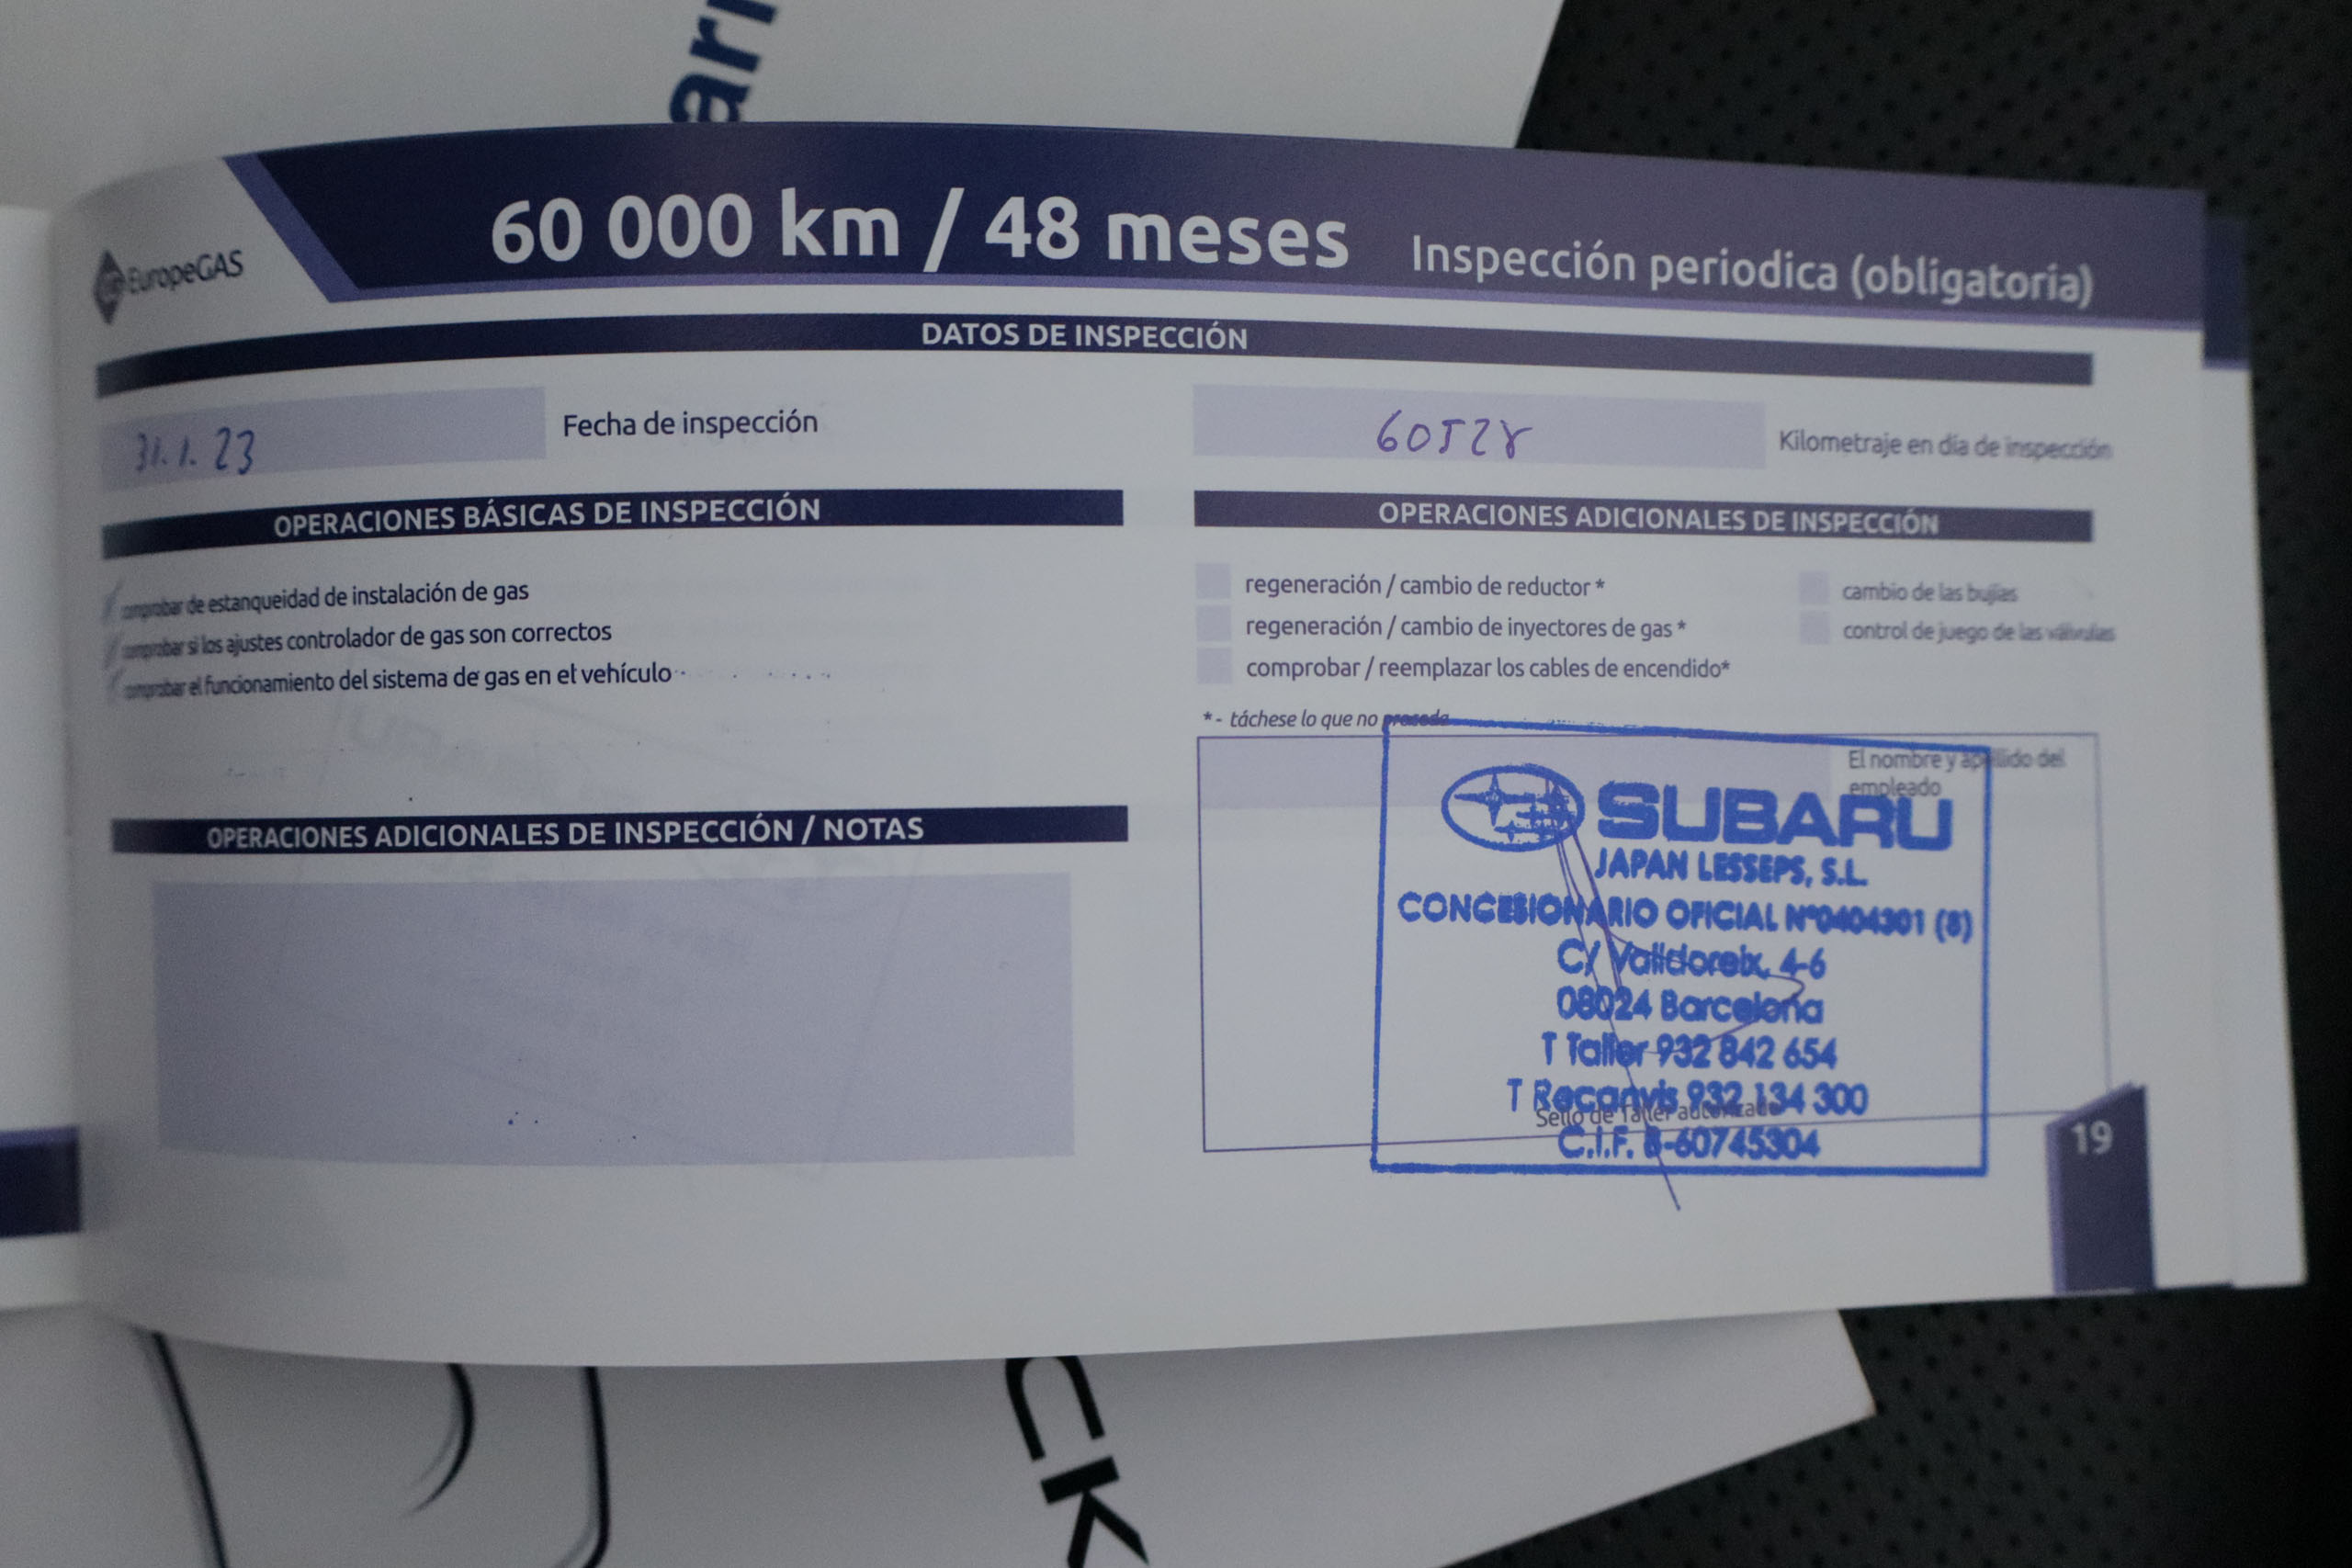 ari
EuropeGAS
60 000 km / 48 meses Inspección periodica (obligatoria)
DATOS DE INSPECCIÓN
31.1.23 Fecha de inspección
60528 Kilometraje en día de inspección
OPERACIONES BÁSICAS DE INSPECCIÓN
comprobar de estanqueidad de instalación de gas
comprobar si los ajustes controlador de gas son correctos
comprobar el funcionamiento del sistema de gas en el vehículo
OPERACIONES ADICIONALES DE INSPECCIÓN / NOTAS
OPERACIONES ADICIONALES DE INSPECCIÓN
regeneración / cambio de reductor *
regeneración / cambio de inyectores de gas *
comprobar / reemplazar los cables de encendido*
cambio de las bujías
control de juego de las válvulas
* - táchese lo que no procede
El nombre y apellido del
empleado
SUBARU
JAPAN LESSEPS, S.L.
CONCESIONARIO OFICIAL Nº0404301 (8)
C/ Valldoreix, 4-6
08024 Barcelona
T Taller 932 842 654
T Recanvis 932 134 300
Sello de Taller autorizado
C.I.F. B-60745304
19
CK